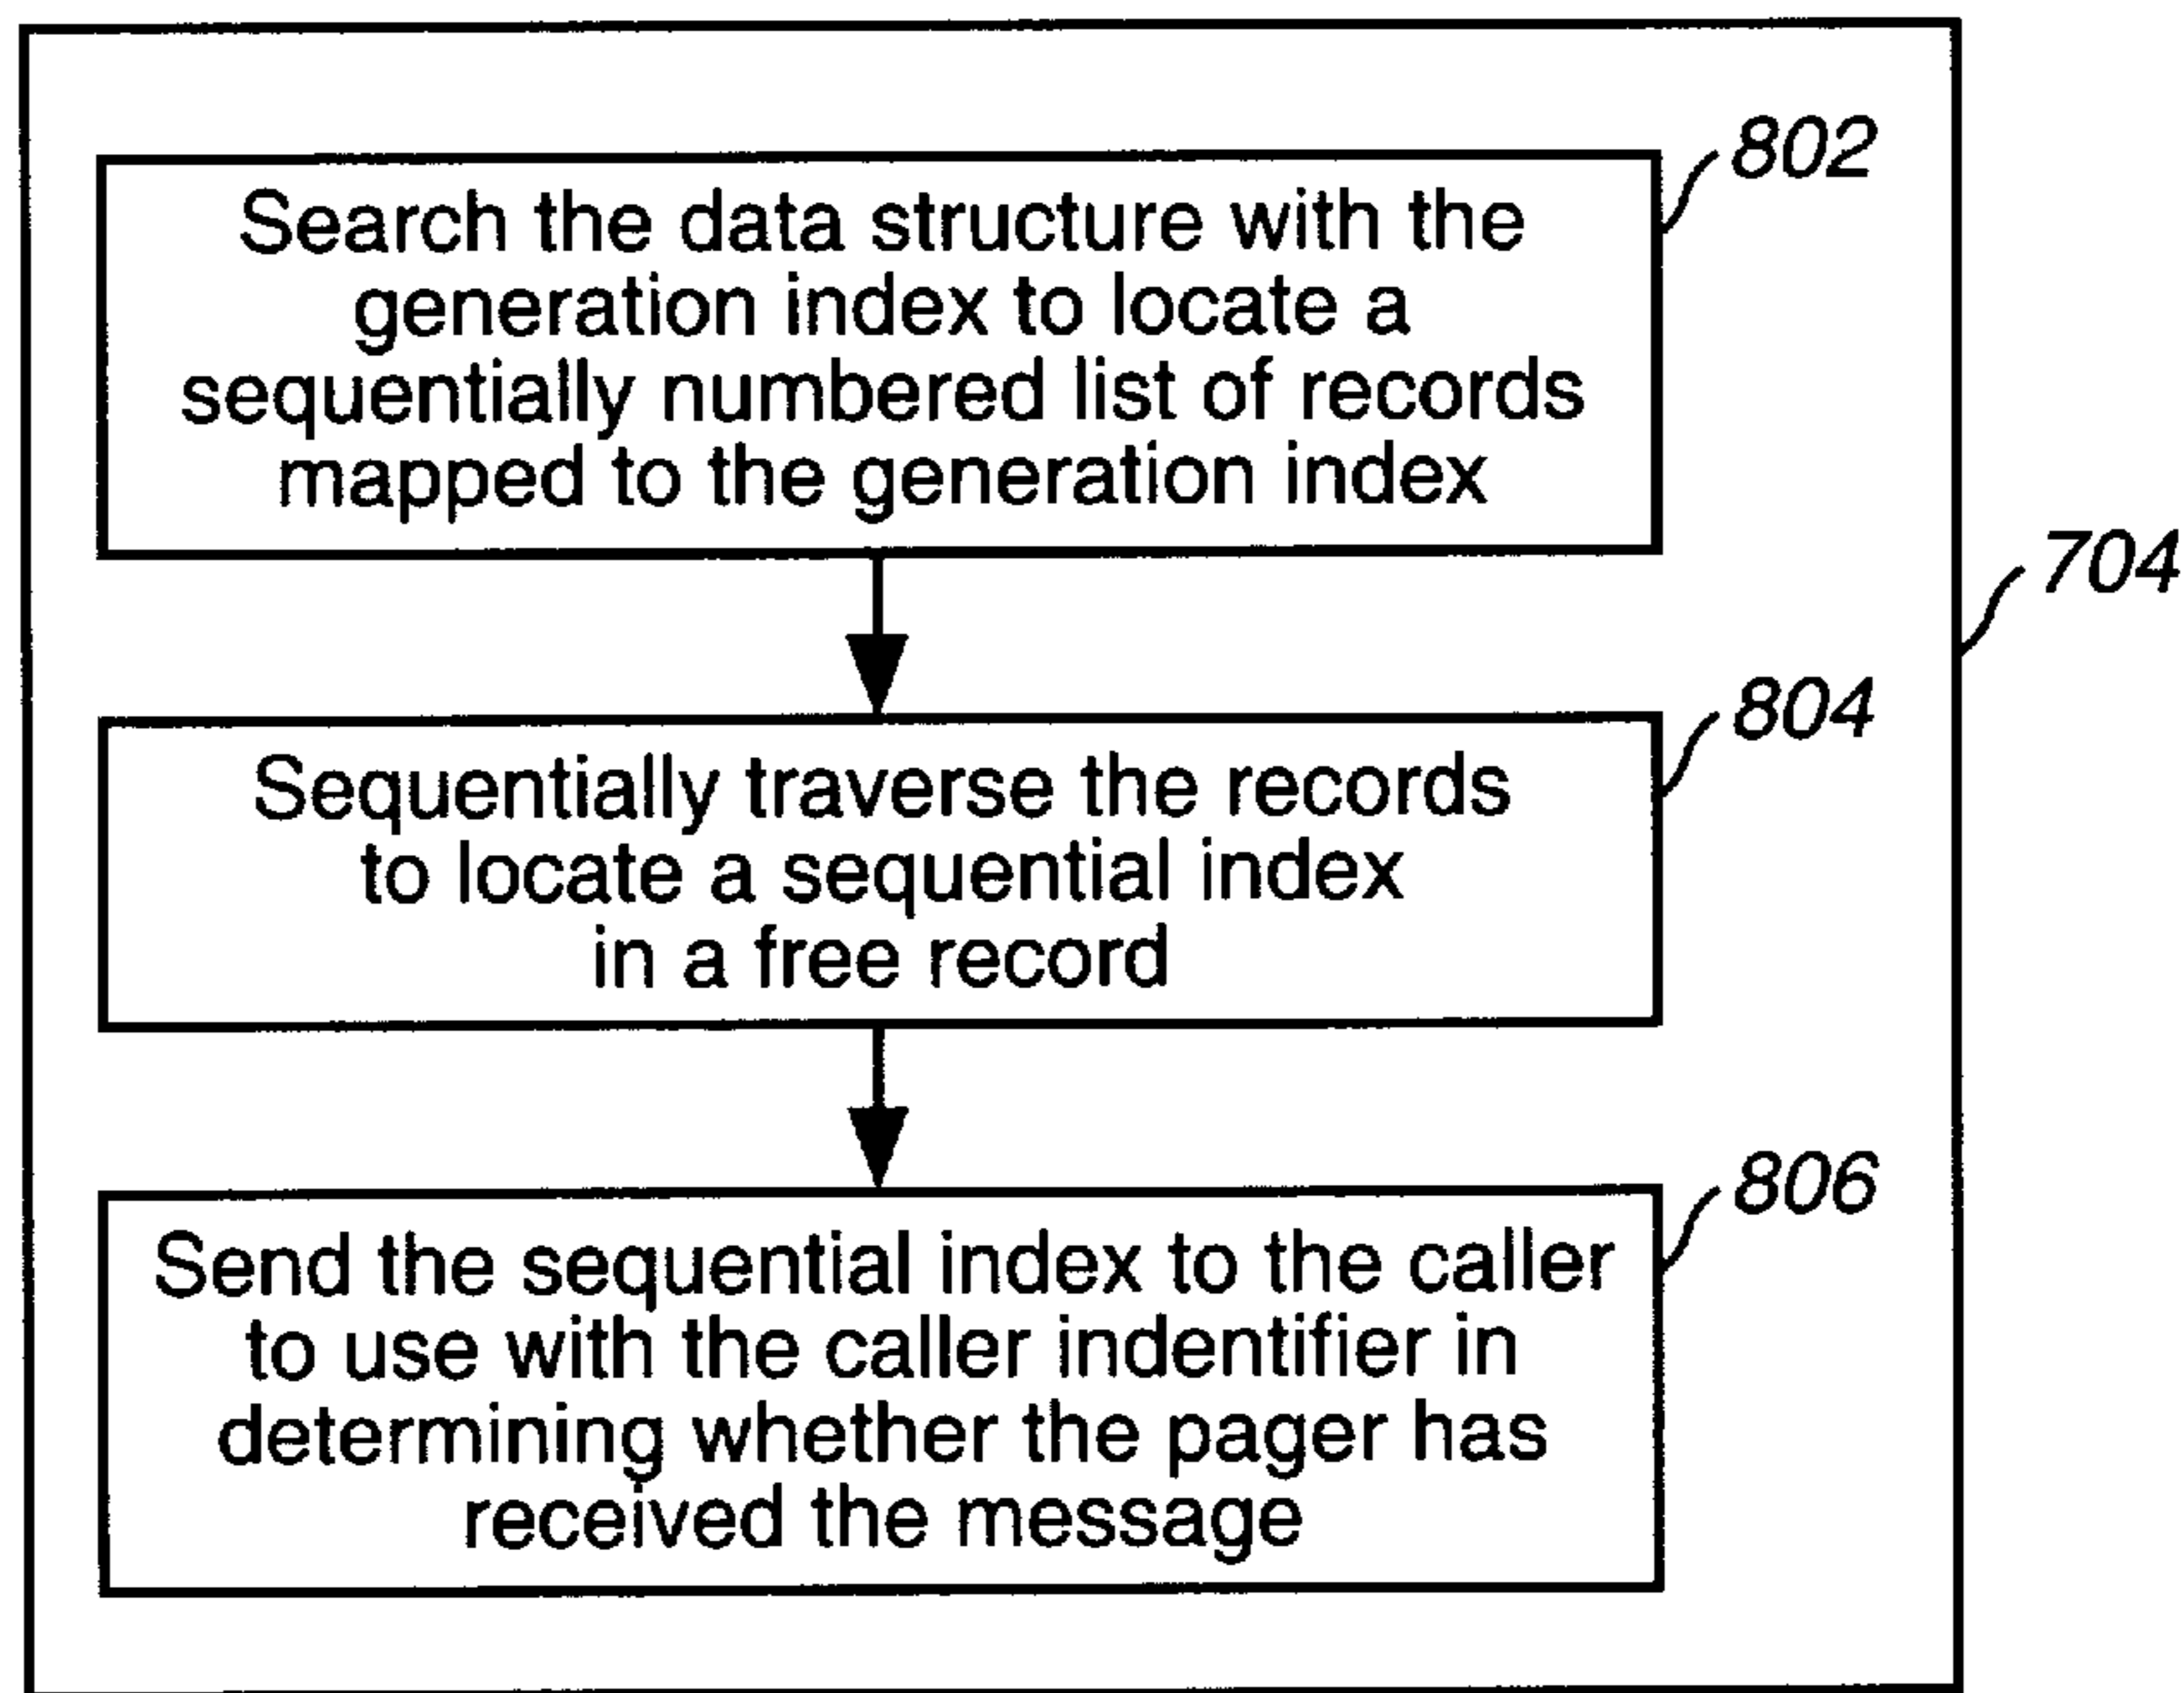 802
Search the data structure with the
generation index to locate a
sequentially numbered list of records
mapped to the generation index
704
804
Sequentially traverse the records
to locate a sequential index
in a free record
806
Send the sequential index to the caller
to use with the caller indentifier in
determining whether the pager has
received the message